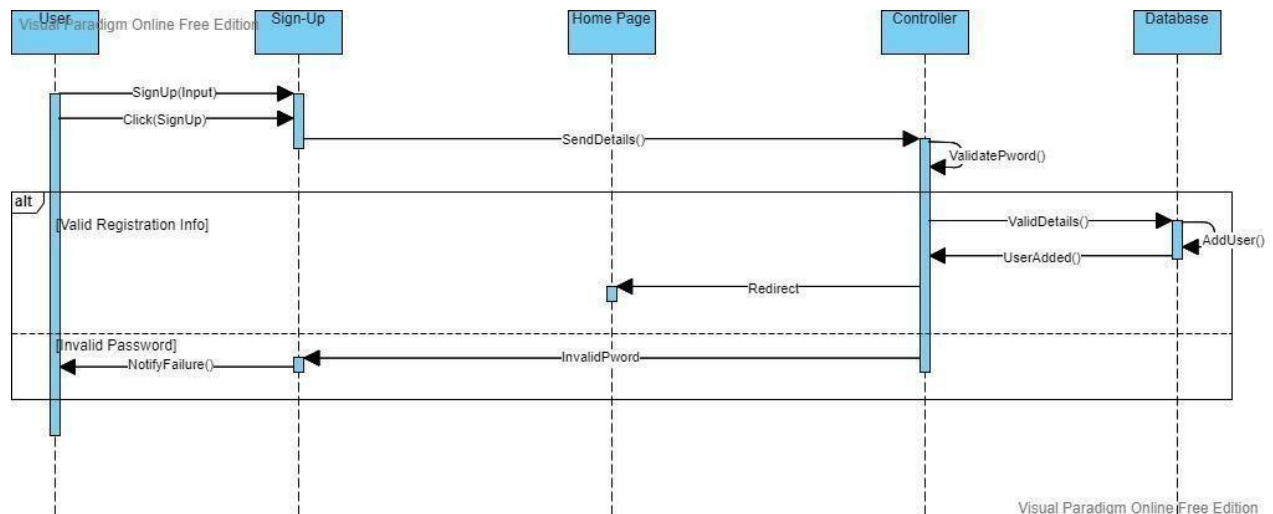 Visual Paradigm Online Free Edition
User
Sign-Up
Home Page
Controller
Database
SignUp(Input)
Click(SignUp)
SendDetails()
ValidatePword()
alt
[Valid Registration Info]
ValidDetails()
AddUser()
UserAdded()
Redirect
[Invalid Password]
InvalidPword
NotifyFailure()
Visual Paradigm Online Free Edition